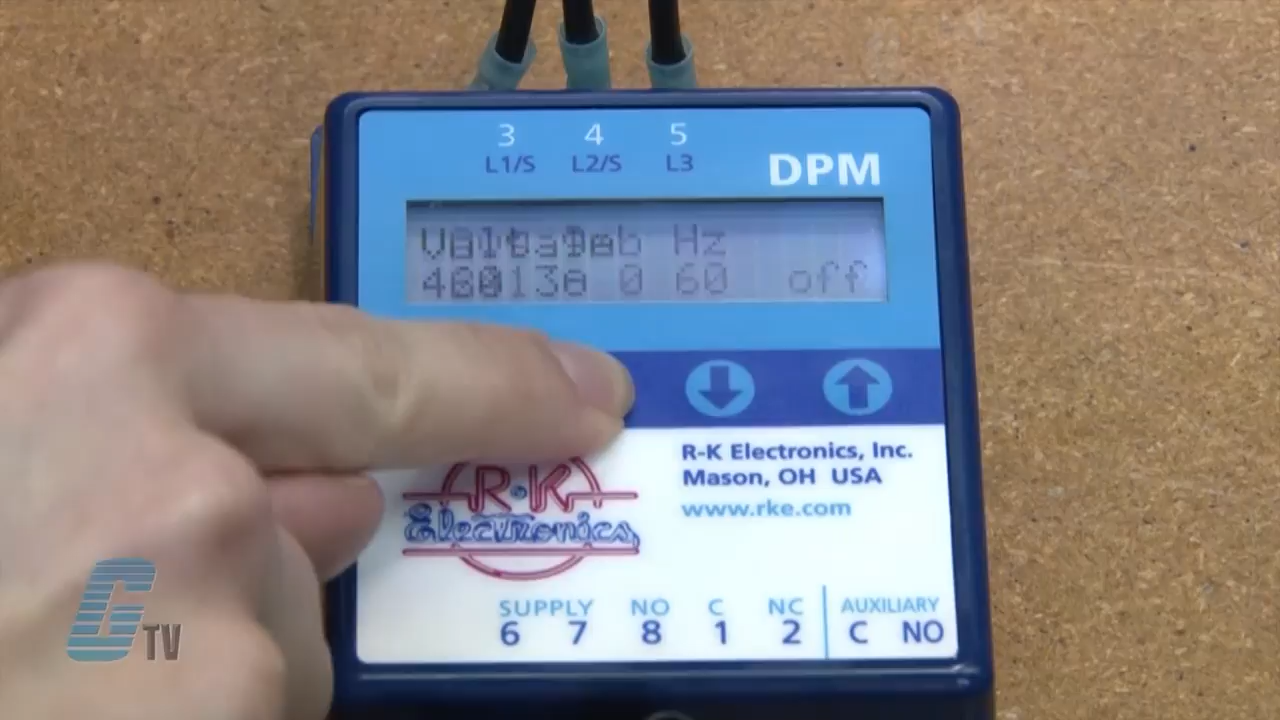 3 4 5
L1/S L2/S L3
DPM
Hz
60 off
R-K Electronics, Inc.
Mason, OH USA
www.rke.com
R·K
Electronics
SUPPLY NO C NC AUXILIARY
6 7 8 1 2 C NO
C TV